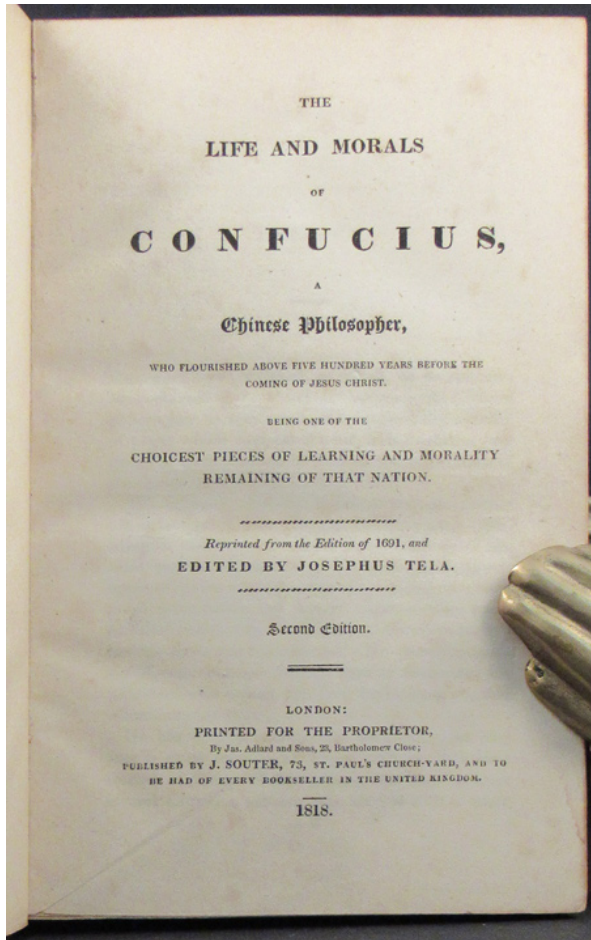 THE
LIFE AND MORALS
OF
CONFUCIUS,
A
Chinese Philosopher,
WHO FLOURISHED ABOVE FIVE HUNDRED YEARS BEFORE THE
COMING OF JESUS CHRIST.
BEING ONE OF THE
CHOICEST PIECES OF LEARNING AND MORALITY
REMAINING OF THAT NATION.
Reprinted from the Edition of 1691, and
EDITED BY JOSEPHUS TELA.
Second Edition.
LONDON:
PRINTED FOR THE PROPRIETOR,
By Jas. Adlard and Sons, 23, Bartholomew Close;
PUBLISHED BY J. SOUTER, 73, ST. PAUL'S CHURCH-YARD, AND TO
BE HAD OF EVERY BOOKSELLER IN THE UNITED KINGDOM.
1818.